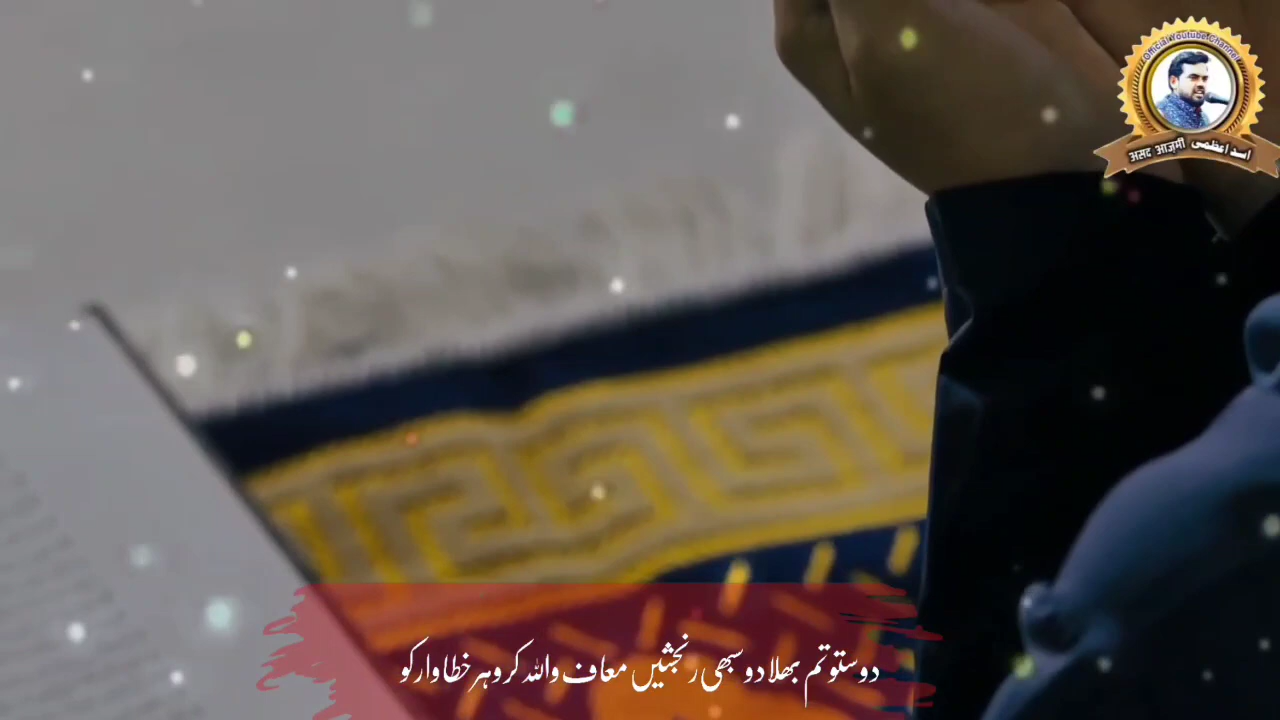 Official Youtube Channel
असद आज़मी اسد اعظمی
دوستو تم بھلا دو سبھی رنجشیں معاف واللہ کرو ہر خطاوار کو